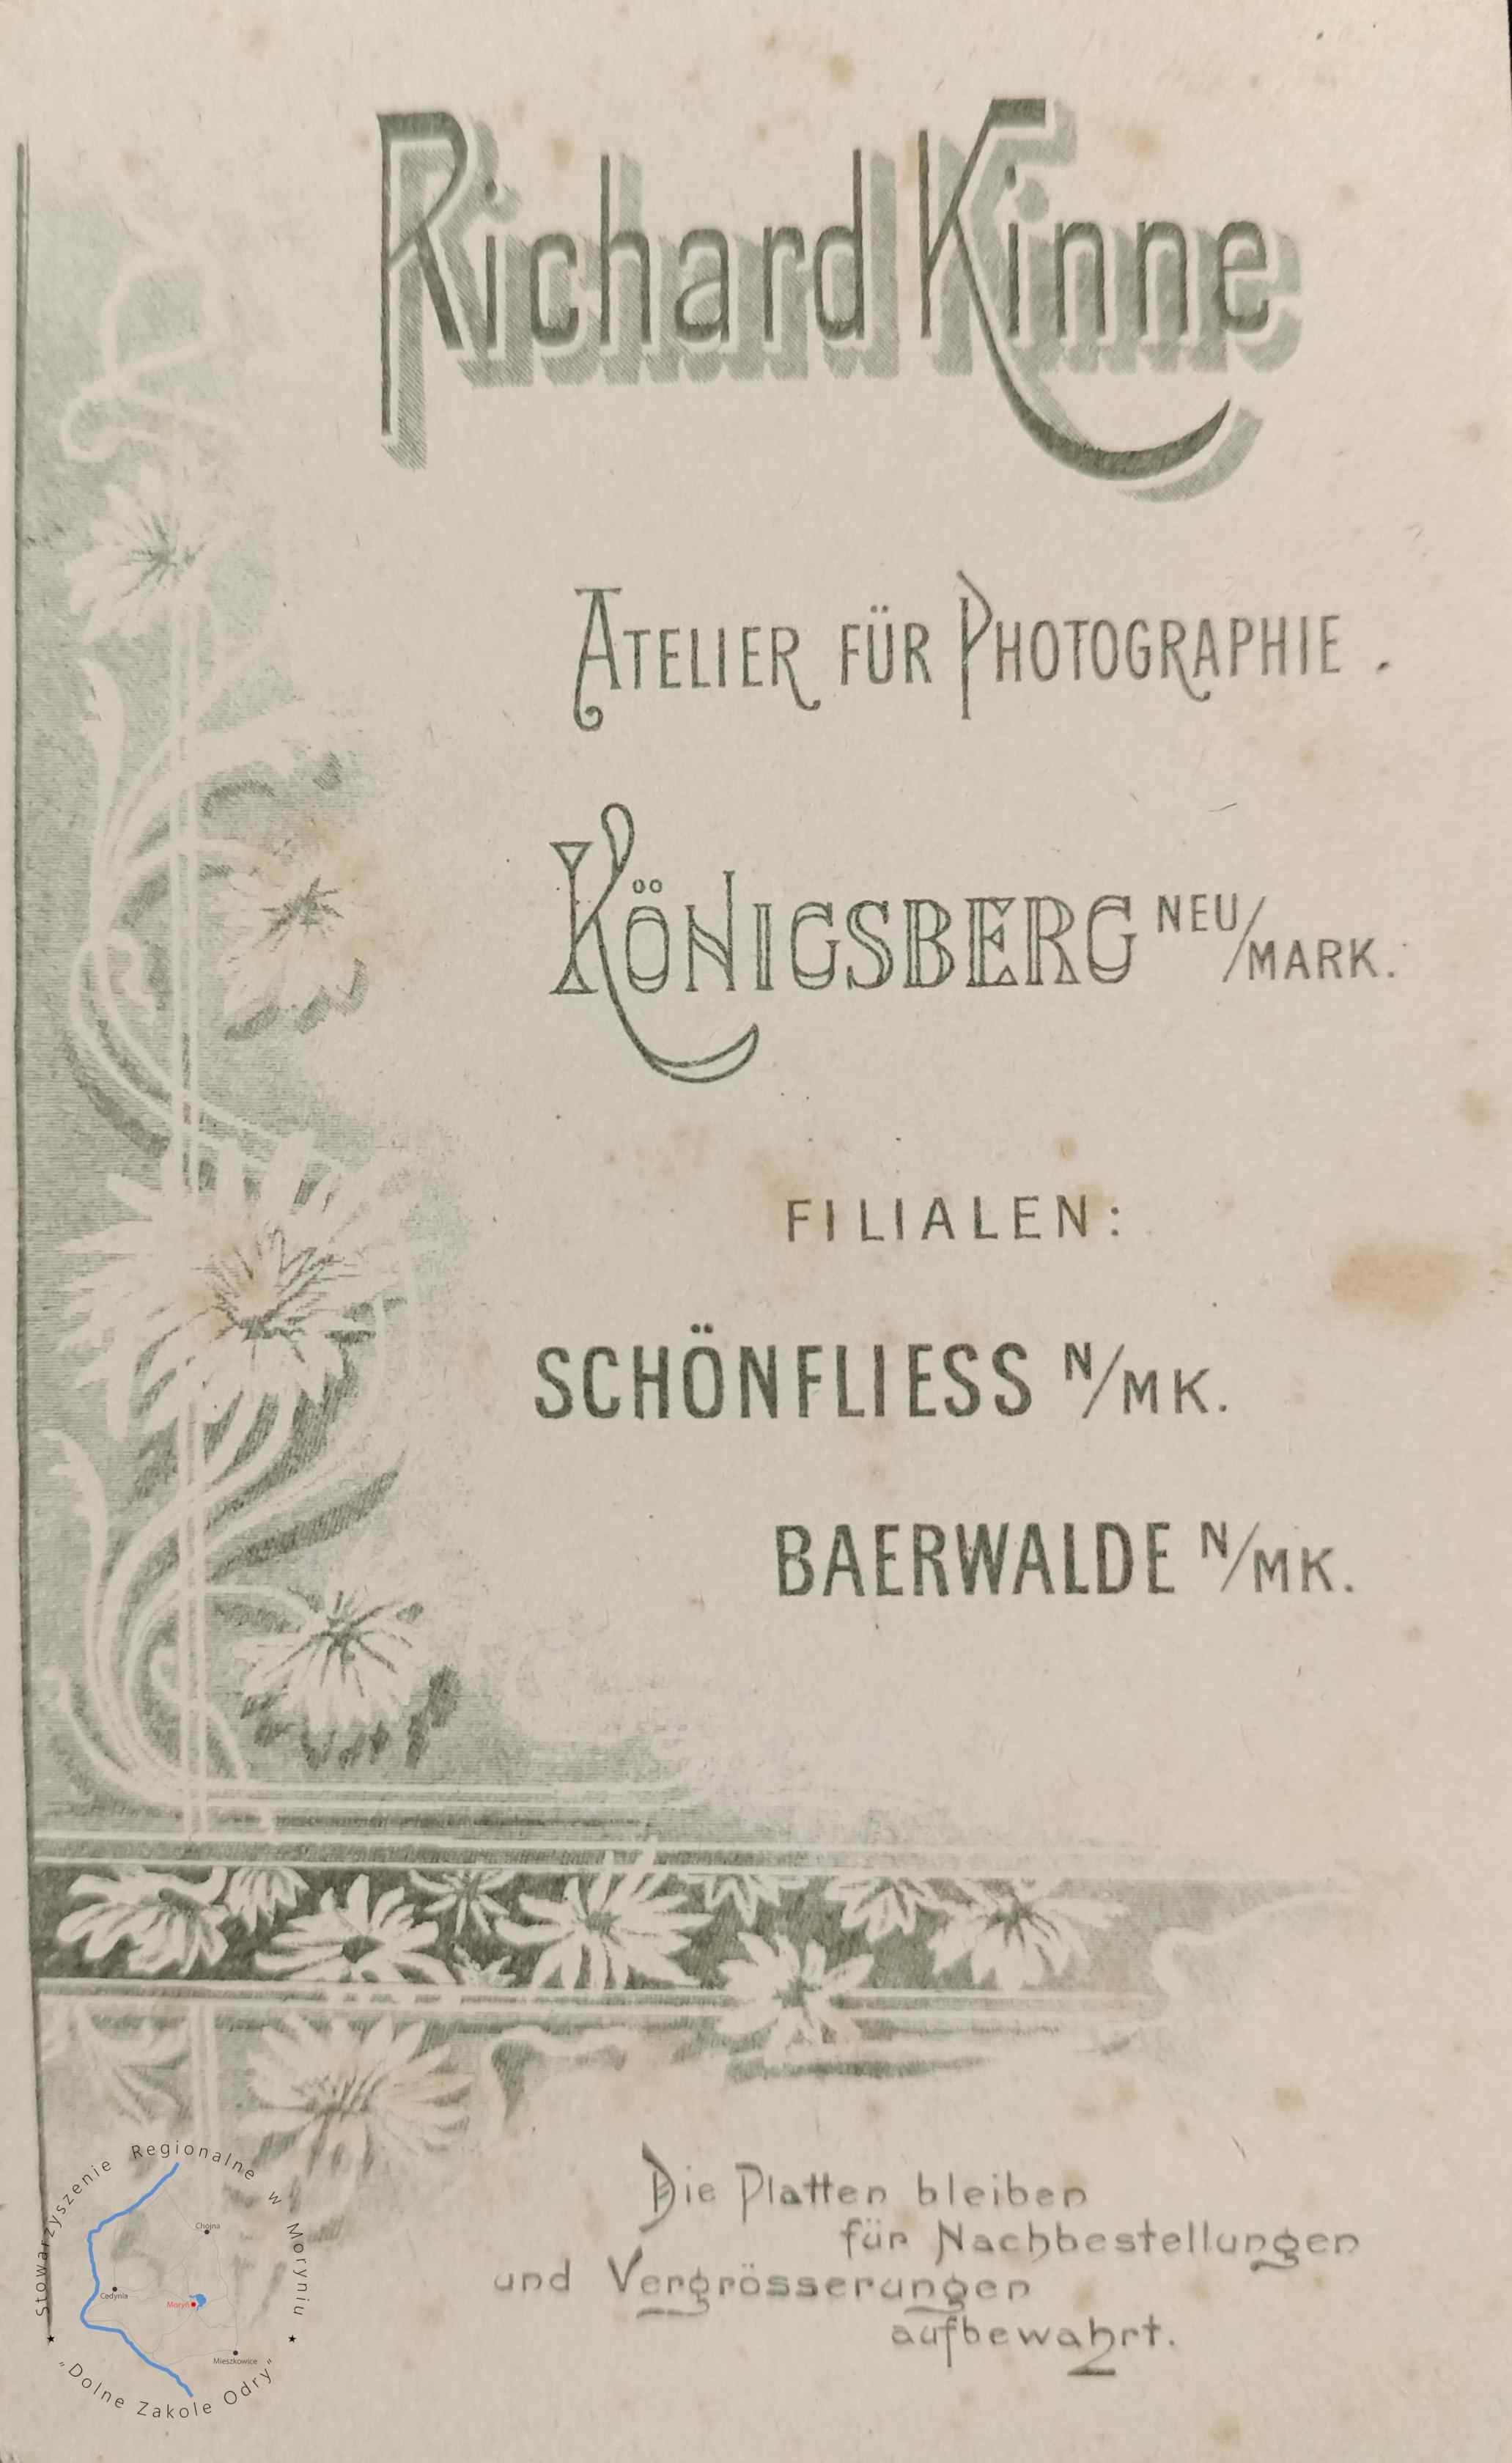 Richard Kinne
ATELIER FÜR PHOTOGRAPHIE.
KÖNIGSBERG NEU/MARK.
FILIALEN:
SCHÖNFLIESS N/MK.
BAERWALDE N/MK.
Die Platten bleiben
für Nachbestellungen
und Vergrösserungen
aufbewahrt.
Stowarzyszenie Regionalne w Moryniu
Chojna
Cedynia
Moryń
Mieszkowice
"Dolne Zakole Odry"